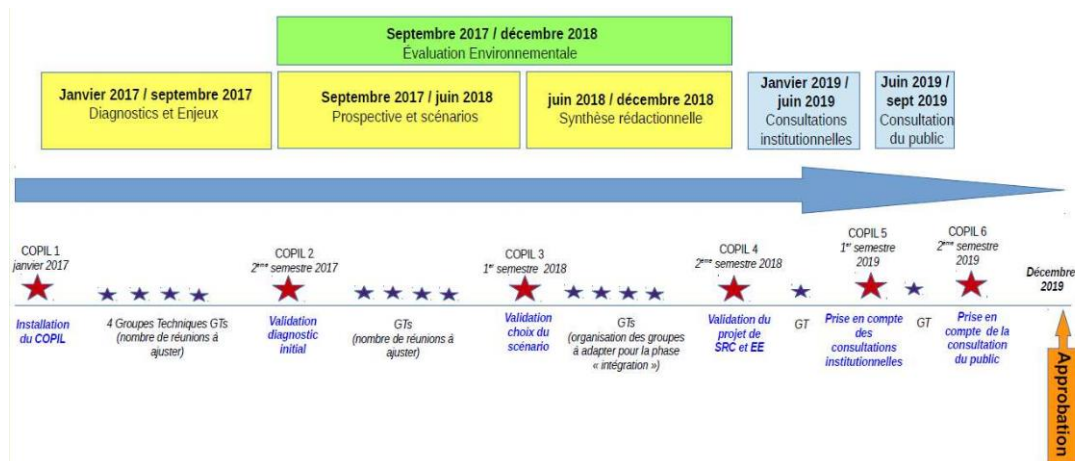 Septembre 2017 / décembre 2018
Évaluation Environnementale
Janvier 2017 / septembre 2017
Diagnostics et Enjeux
Septembre 2017 / juin 2018
Prospective et scénarios
juin 2018 / décembre 2018
Synthèse rédactionnelle
Janvier 2019 /
juin 2019
Consultations
institutionnelles
Juin 2019 /
sept 2019
Consultation
du public
COPIL 1
janvier 2017
COPIL 2
2ème semestre 2017
COPIL 3
1er semestre 2018
COPIL 4
2ème semestre 2018
COPIL 5
1er semestre
2019
COPIL 6
2ème semestre
2019
Décembre
2019
Installation
du COPIL
4 Groupes Techniques GTs
(nombre de réunions à
ajuster)
Validation
diagnostic
initial
GTs
(nombre de réunions à
ajuster)
Validation
choix du
scénario
GTs
(organisation des groupes
à adapter pour la phase
« intégration »)
Validation du
projet de
SRC et EE
GT
Prise en compte
des
consultations
institutionnelles
GT
Prise en
compte de la
consultation
du public
Approbation